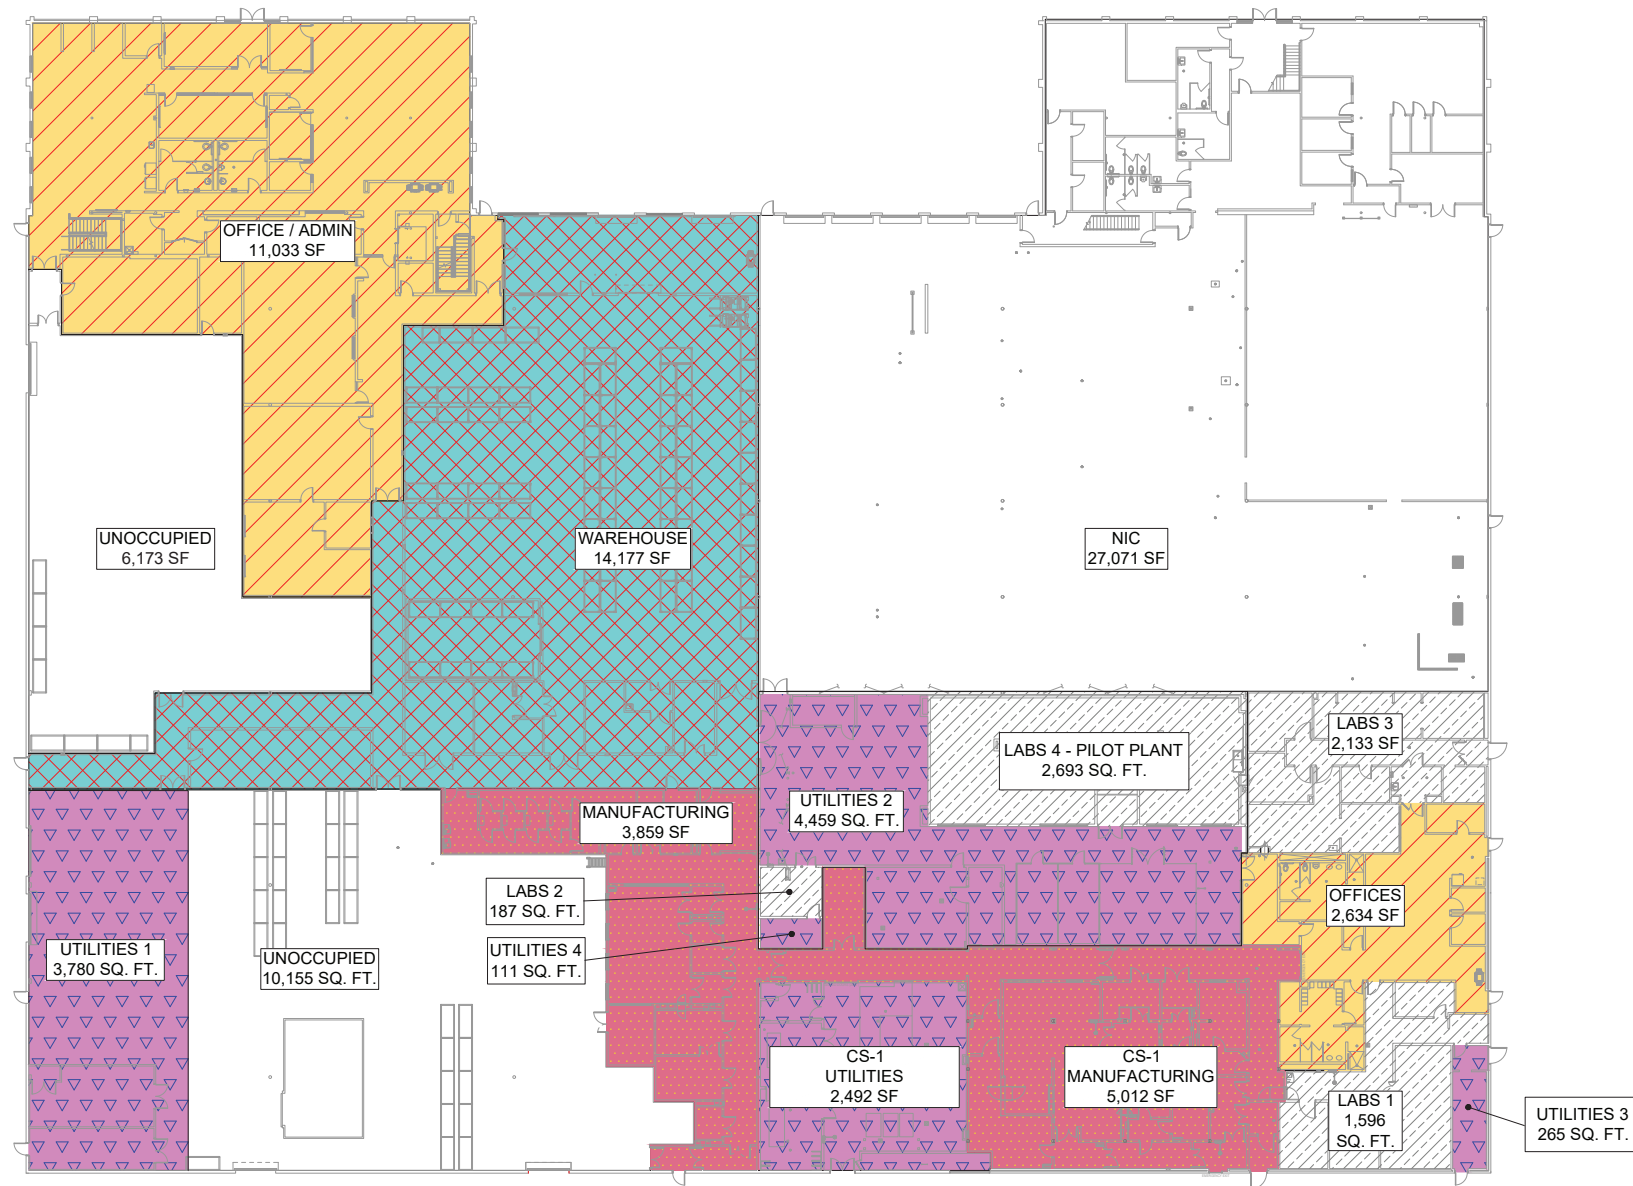 OFFICE / ADMIN
11,033 SF
UNOCCUPIED
6,173 SF
WAREHOUSE
14,177 SF
NIC
27,071 SF
LABS 3
2,133 SF
LABS 4 - PILOT PLANT
2,693 SQ. FT.
UTILITIES 2
4,459 SQ. FT.
MANUFACTURING
3,859 SF
LABS 2
187 SQ. FT.
OFFICES
2,634 SF
UTILITIES 1
3,780 SQ. FT.
UNOCCUPIED
10,155 SQ. FT.
UTILITIES 4
111 SQ. FT.
CS-1
UTILITIES
2,492 SF
CS-1
MANUFACTURING
5,012 SF
LABS 1
1,596
SQ. FT.
UTILITIES 3
265 SQ. FT.